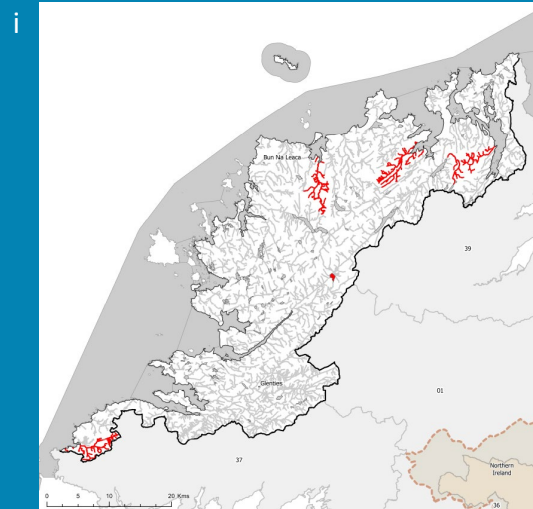 i
Bun Na Leaca
39
Glenties
01
37
Northern
Ireland
36
0 5 10 20 Kms